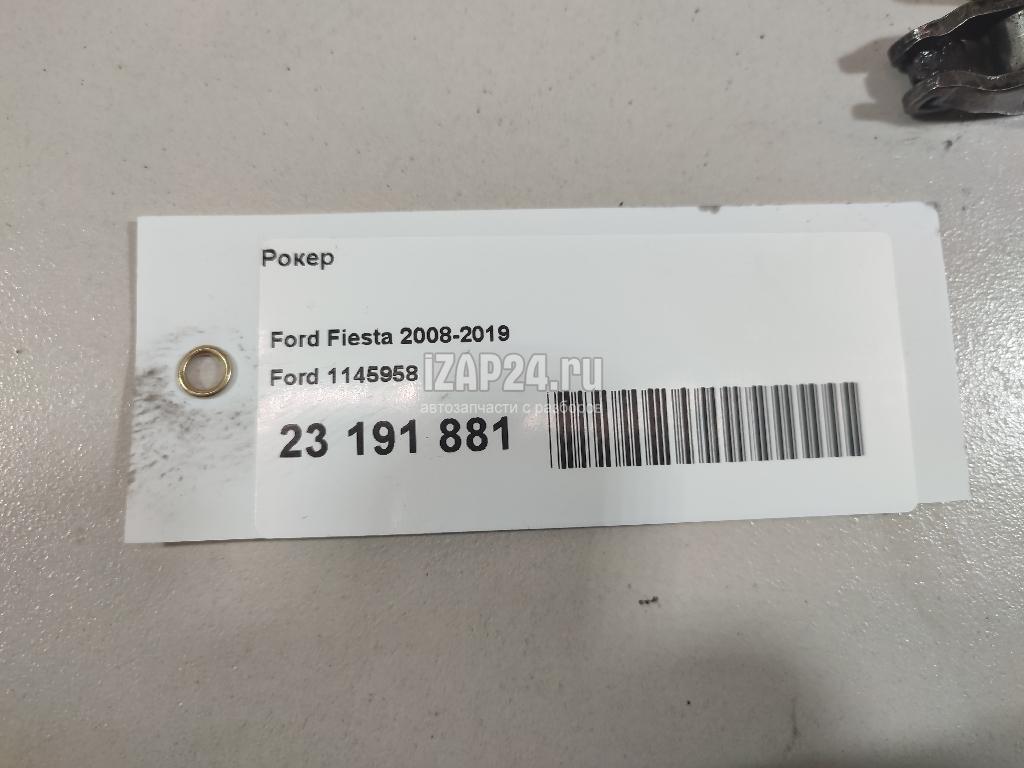 Рокер
Ford Fiesta 2008-2019
Ford 1145958
iZAP24.ru
автозапчасти с разборов
23 191 881